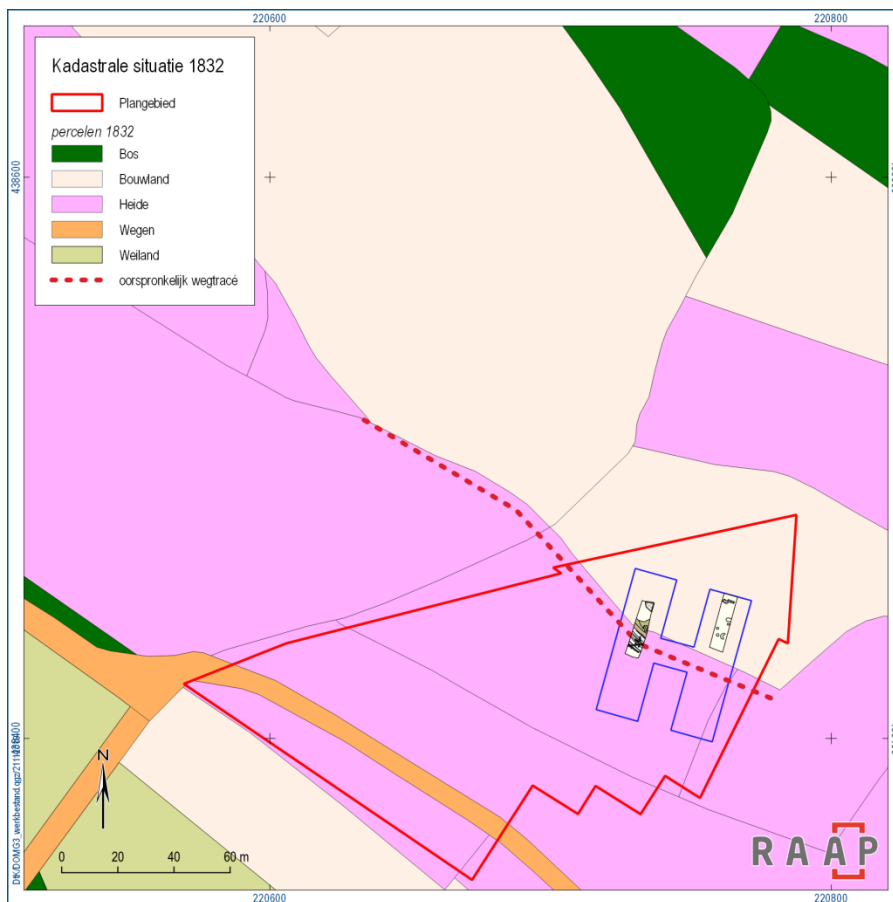 220600
220800
Kadastrale situatie 1832
Plangebied
percelen 1832
Bos
Bouwland
Heide
Wegen
Weiland
oorspronkelijk wegtracé
438600
N
0 20 40 60 m
RAAP
220600
220800